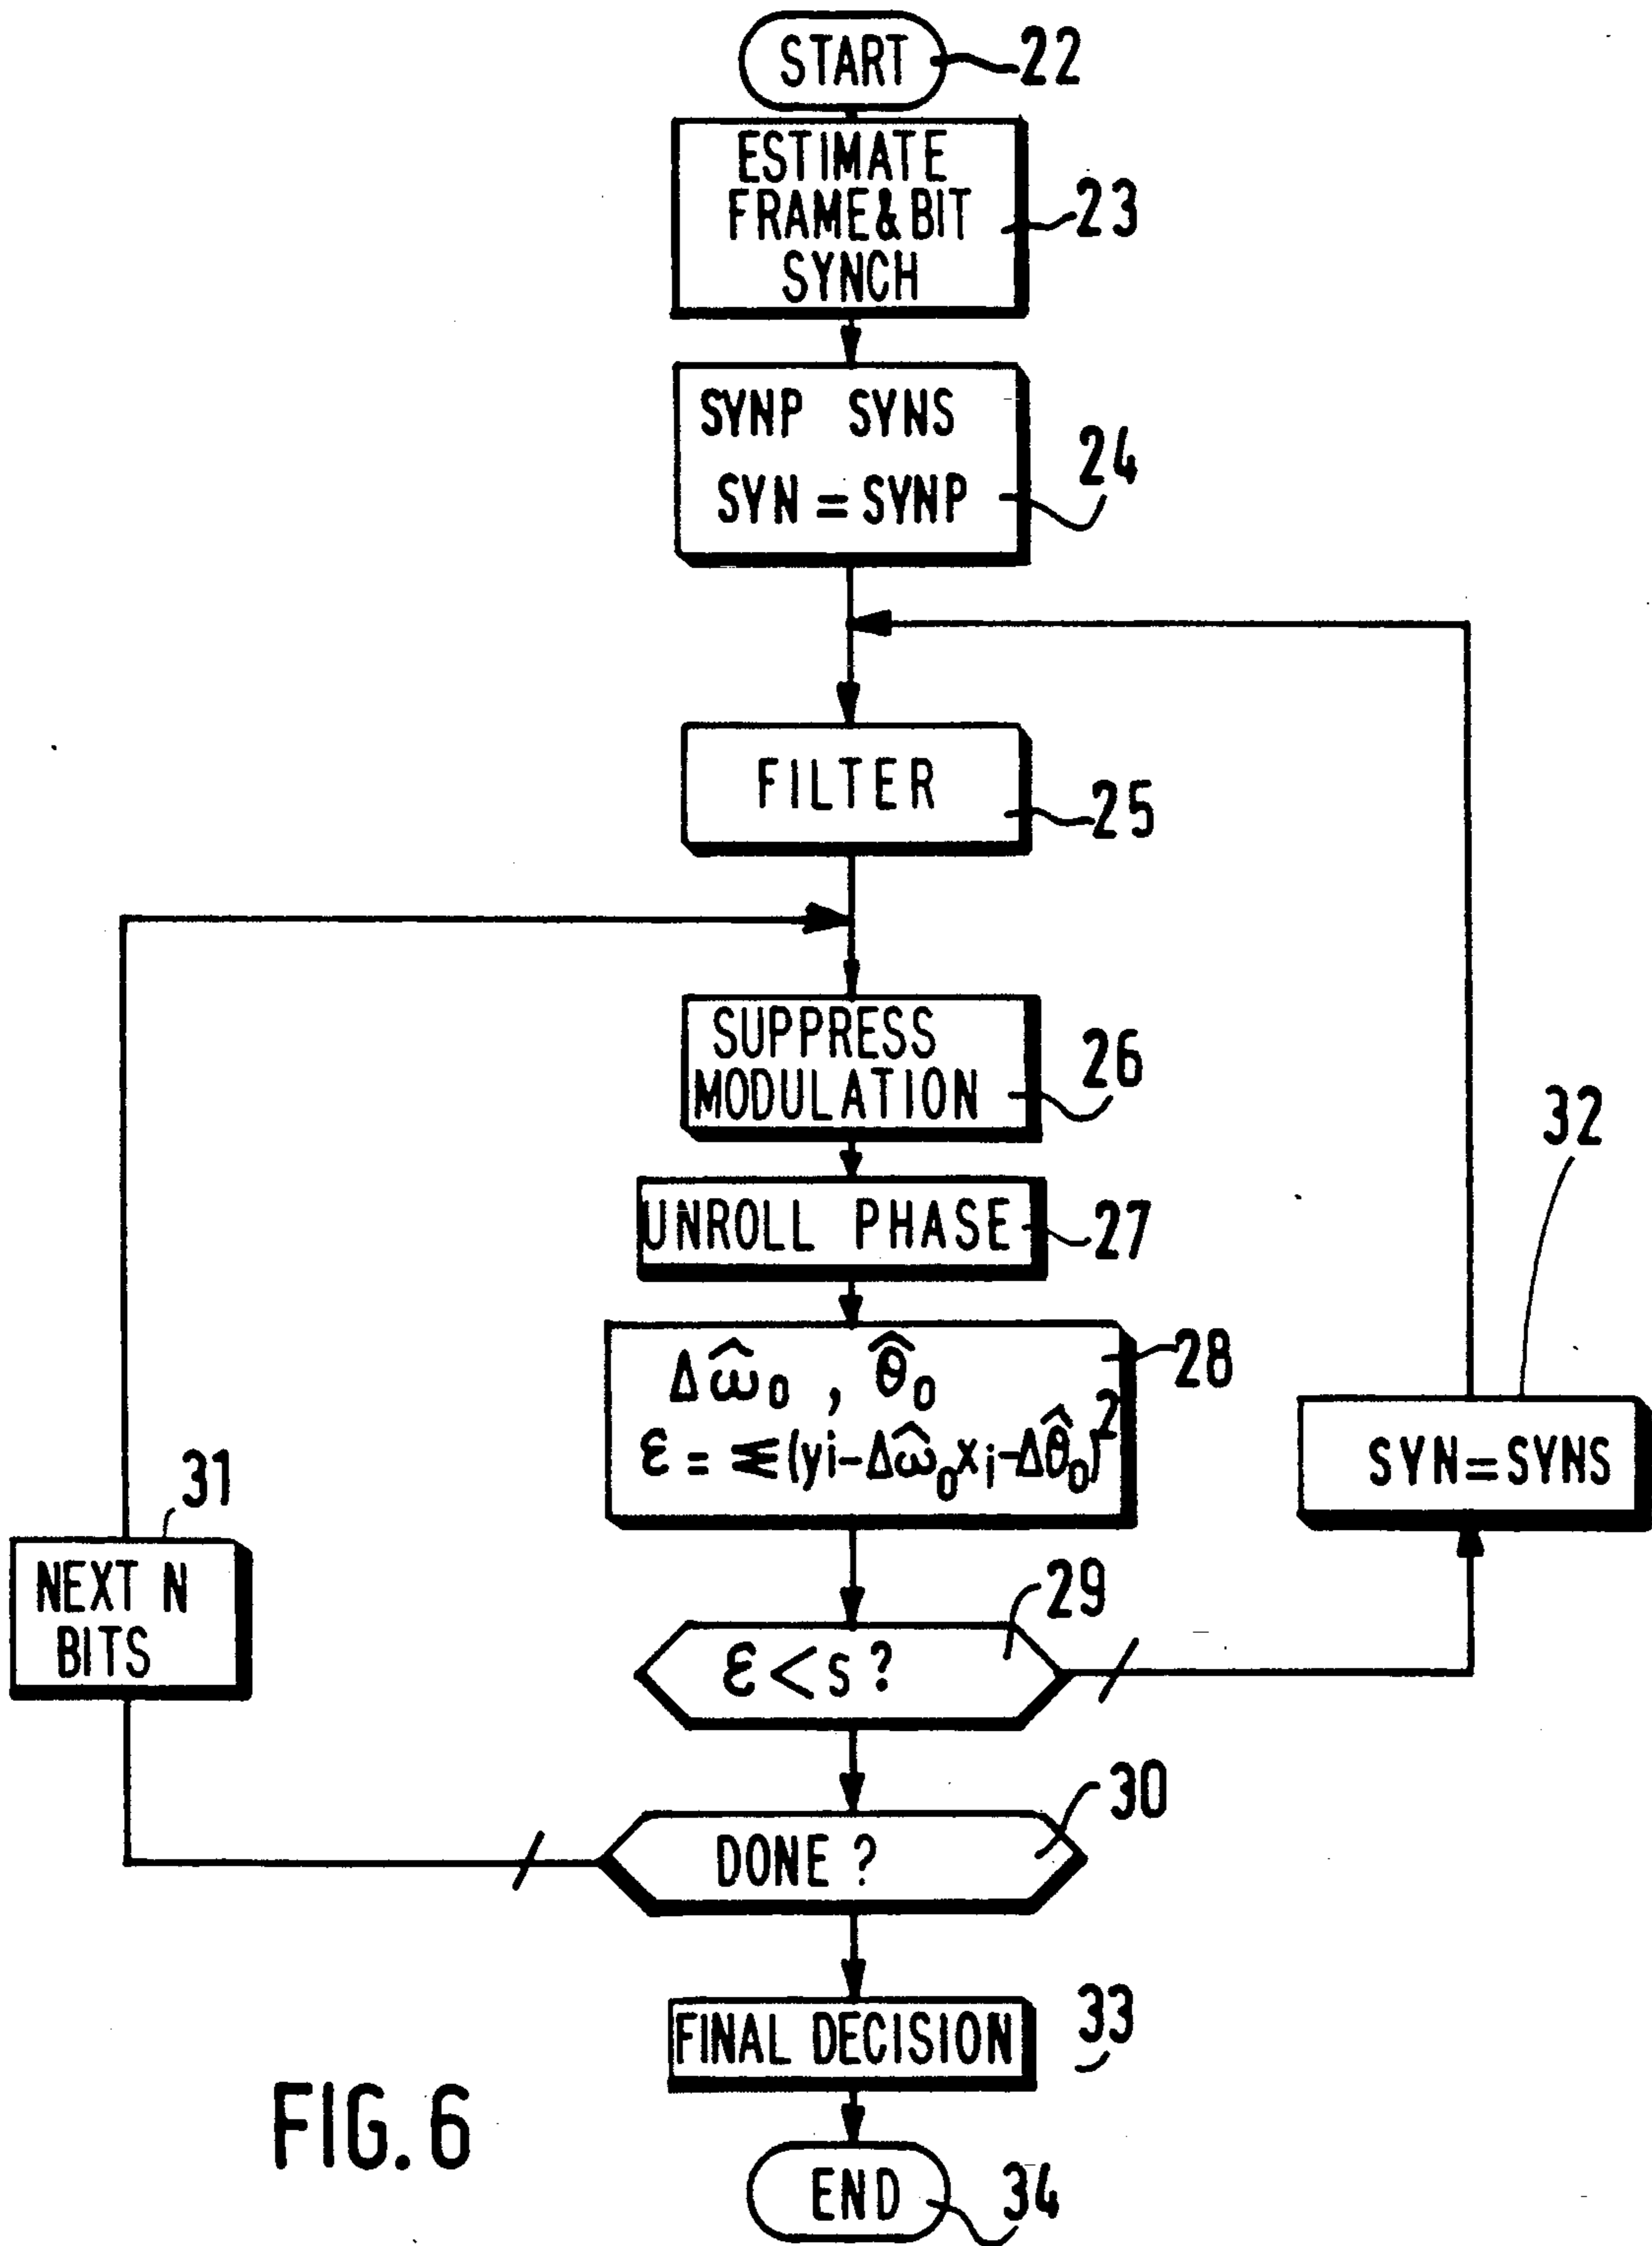 START
22
ESTIMATE
FRAME & BIT
SYNCH
23
SYNP SYNS
SYN = SYNP
24
FILTER
25
SUPPRESS
MODULATION
26
UNROLL PHASE
27
Δω̂₀ , θ̂₀
ε = Σ(yi-Δω̂₀xi-Δθ̂₀)²
28
ε < s ?
29
DONE ?
30
NEXT N
BITS
31
SYN = SYNS
32
FINAL DECISION
33
END
34
FIG. 6